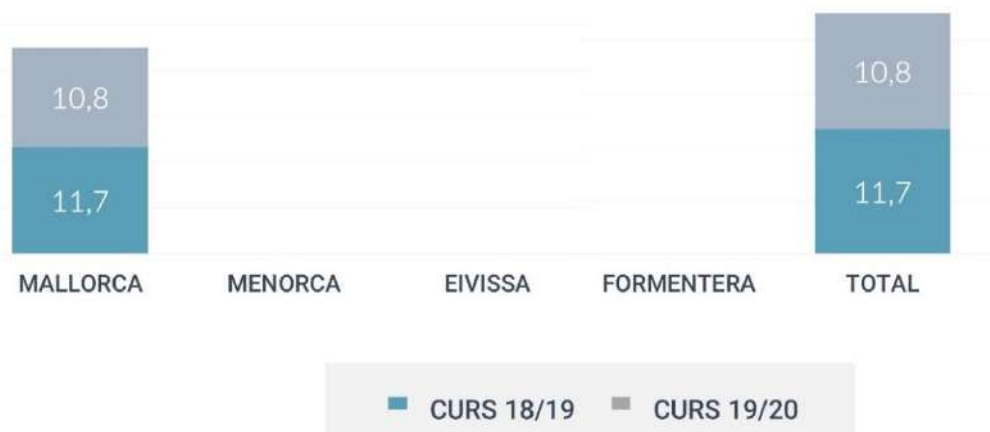 10,8
10,8
11,7
11,7
MALLORCA MENORCA EIVISSA FORMENTERA TOTAL
CURS 18/19 CURS 19/20